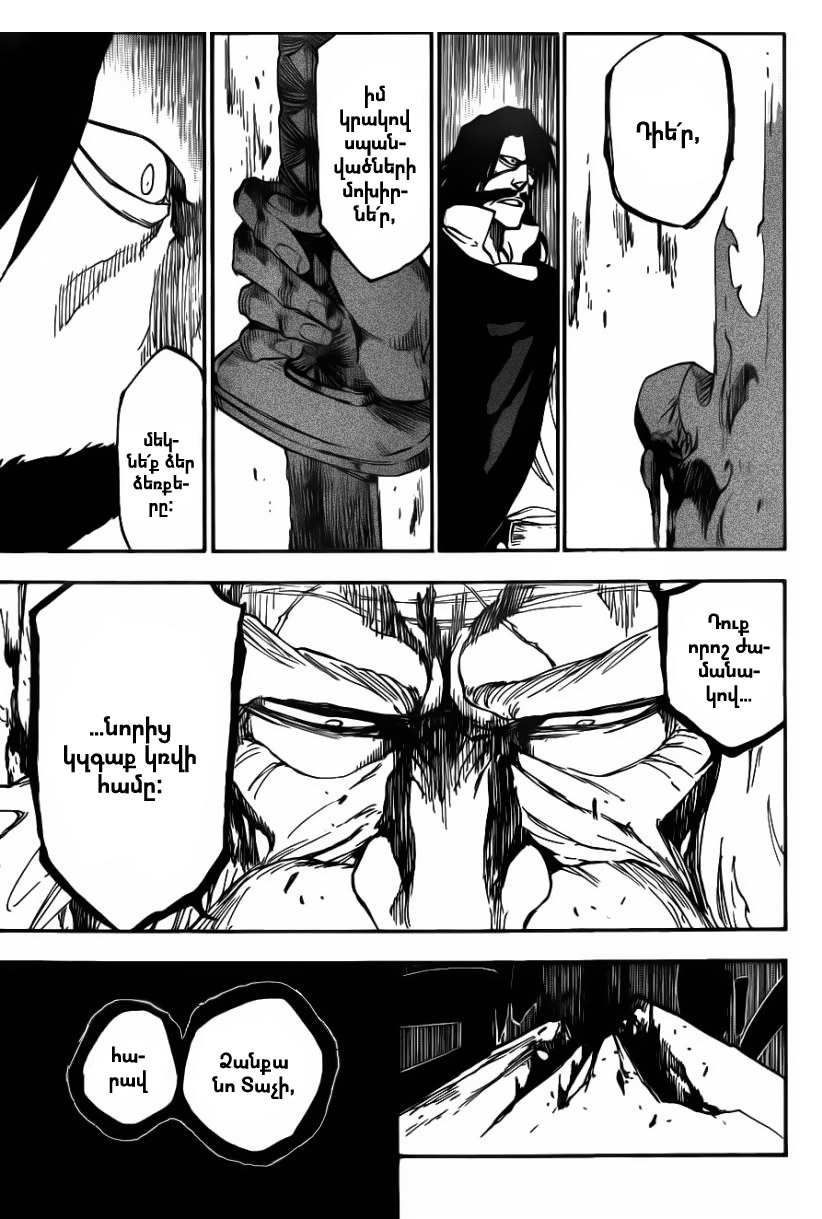 Դիե՛ր,
իմ
կրակով
սպան-
վածների
մոխիր-
նե՛ր,
մեկ-
նե՛ք ձեր
ձեռքե-
րը:
Դուք
որոշ ժա-
մանա-
կով...
...նորից
կչգաք կռվի
համը:
Զանքա
նո Տաչի,
հա-
րավ